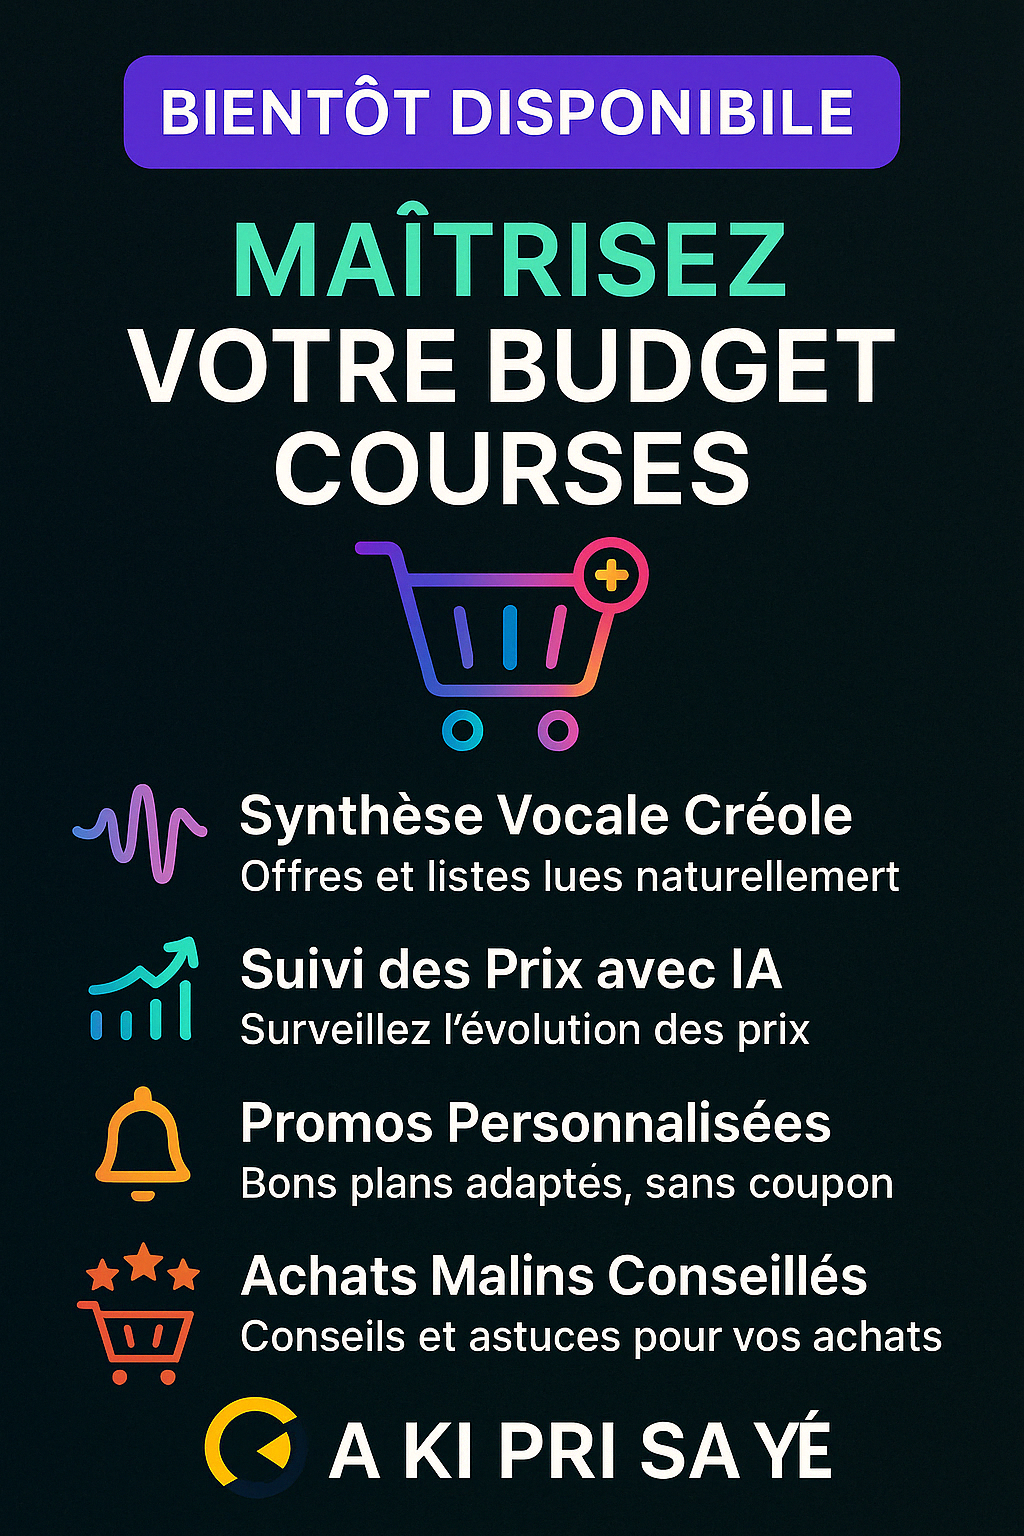 BIENTÔT DISPONIBILE
MAÎTRISEZ
VOTRE BUDGET
COURSES
Synthèse Vocale Créole
Offres et listes lues naturellemert
Suivi des Prix avec IA
Surveillez l’évolution des prix
Promos Personnalisées
Bons plans adaptés, sans coupon
Achats Malins Conseillés
Conseils et astuces pour vos achats
A KI PRI SA YÉ